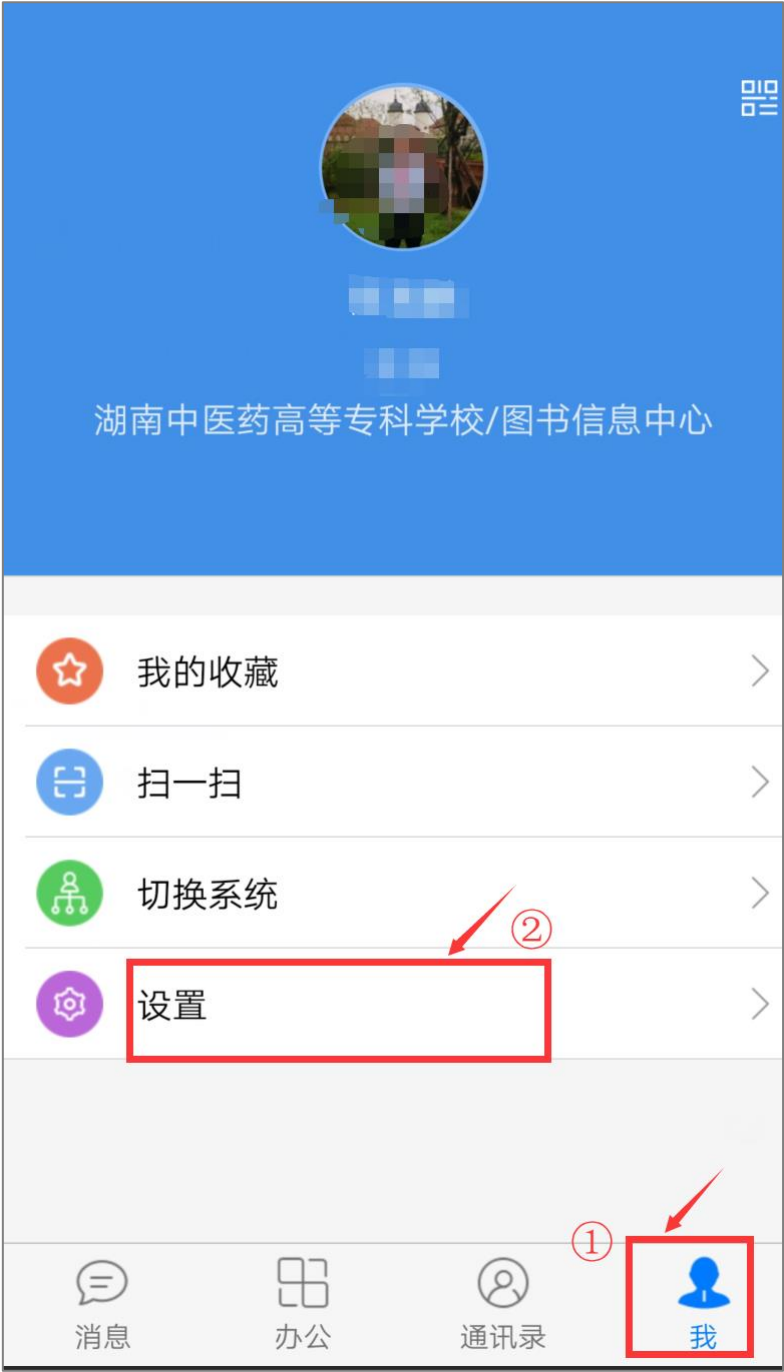 湖南中医药高等专科学校/图书信息中心
我的收藏
扫一扫
切换系统
②
设置
①
消息
办公
通讯录
我